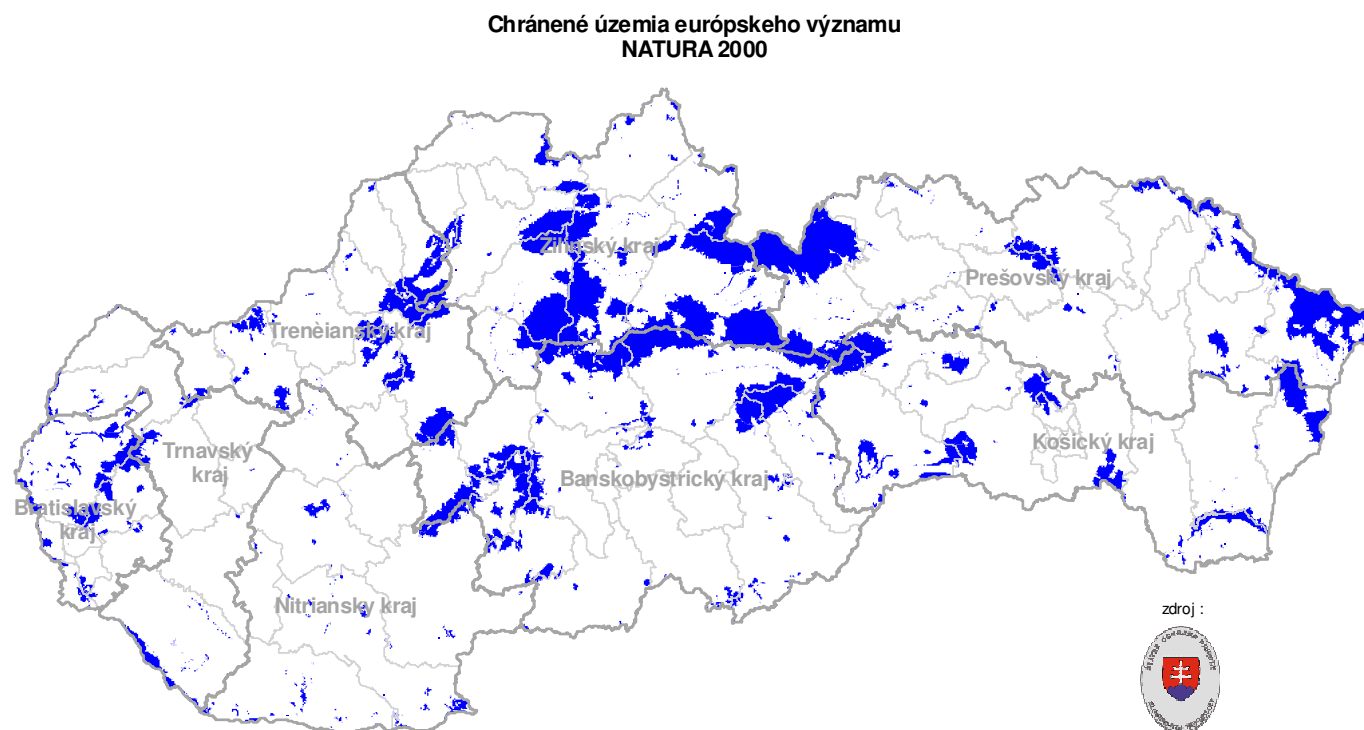 Chránené územia európskeho významu
NATURA 2000
Žilinský kraj
Prešovský kraj
Trenèiansky kraj
Trnavský
kraj
Košický kraj
Banskobystrický kraj
Bratislavský
kraj
Nitriansky kraj
zdroj :